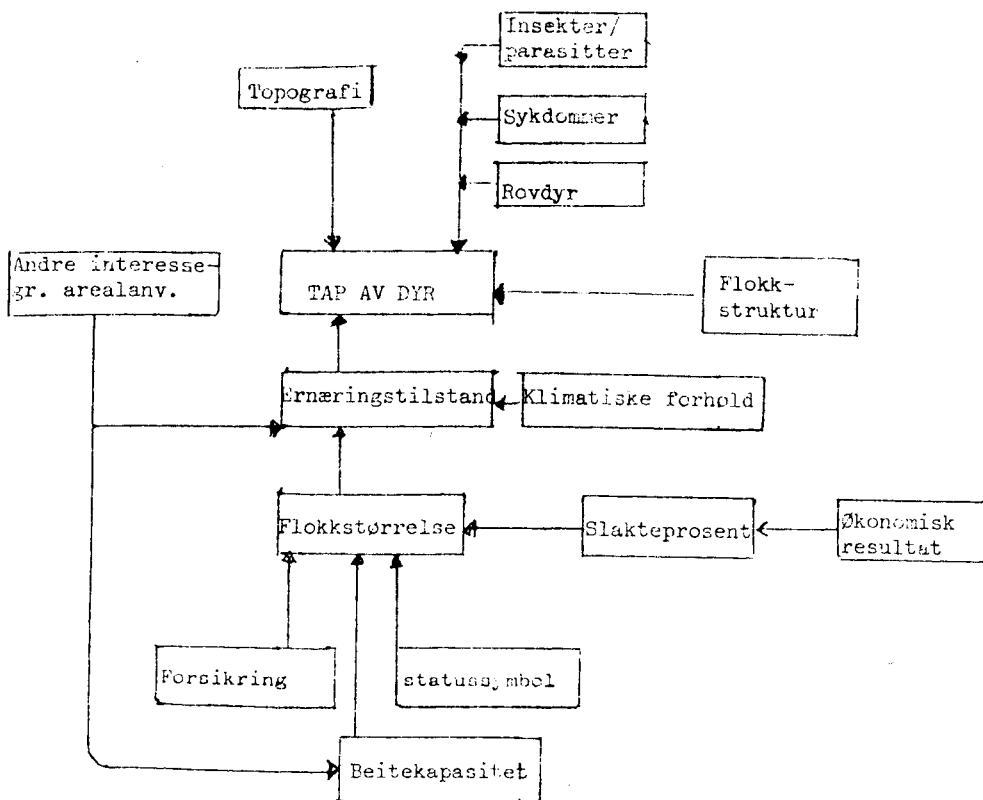 Insekter/
parasitter
Topografi
Sykdommer
Rovdyr
Andre interesse-
gr. arealanv.
TAP AV DYR
Flokk-
struktur
Ernæringstilstand
Klimatiske forhold
Flokkstørrelse
Slakteprosent
Økonomisk
resultat
Forsikring
statussymbol
Beitekapasitet